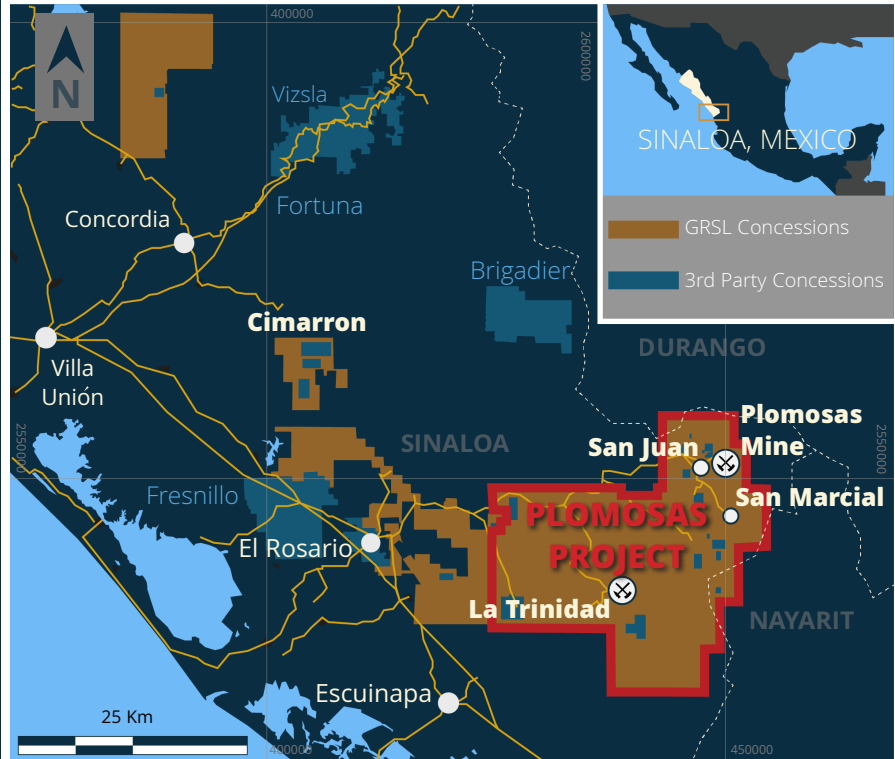 400000
2600000
N
Vizsla
SINALOA, MEXICO
Fortuna
Concordia
GRSL Concessions
Brigadier
3rd Party Concessions
Cimarron
DURANGO
Villa
Unión
Plomosas
Mine
San Juan
SINALOA
2550000
2550000
Fresnillo
San Marcial
PLOMOSAS
PROJECT
El Rosario
La Trinidad
NAYARIT
Escuinapa
25 Km
400000
450000